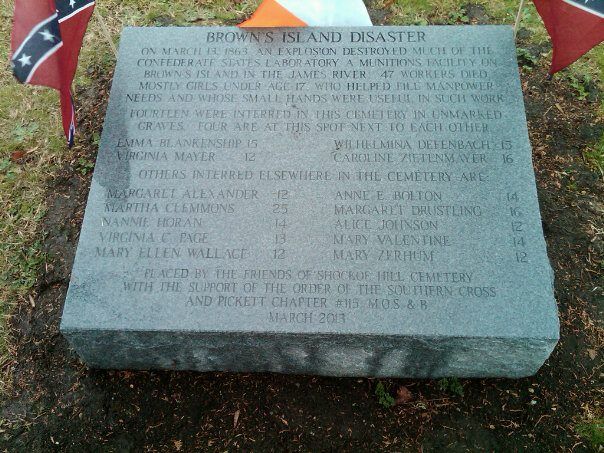 BROWN'S ISLAND DISASTER
ON MARCH 13, 1863, AN EXPLOSION DESTROYED MUCH OF THE
CONFEDERATE STATES LABORATORY A MUNITIONS FACILITY ON
BROWN'S ISLAND IN THE JAMES RIVER. 47 WORKERS DIED,
MOSTLY GIRLS UNDER AGE 17, WHO HELPED FILL MANPOWER
NEEDS AND WHOSE SMALL HANDS WERE USEFUL IN SUCH WORK.
FOURTEEN WERE INTERRED IN THIS CEMETERY IN UNMARKED
GRAVES. FOUR ARE AT THIS SPOT NEXT TO EACH OTHER.
EMMA BLANKENSHIP 15 WILHELMINA DEFENBACH 15
VIRGINIA MAYER 12 CAROLINE ZIETENMAYER 16
OTHERS INTERRED ELSEWHERE IN THE CEMETERY ARE:
MARGARET ALEXANDER 12 ANNE E. BOLTON 14
MARTHA CLEMMONS 25 MARGARET DRUSTLING 16
NANNIE HORAN 14 ALICE JOHNSON 12
VIRGINIA C. PAGE 13 MARY VALENTINE 14
MARY ELLEN WALLACE 12 MARY ZERHUM 12
PLACED BY THE FRIENDS OF SHOCKOE HILL CEMETERY
WITH THE SUPPORT OF THE ORDER OF THE SOUTHERN CROSS
AND PICKETT CHAPTER #115, M.O.S. & B.
MARCH 2013